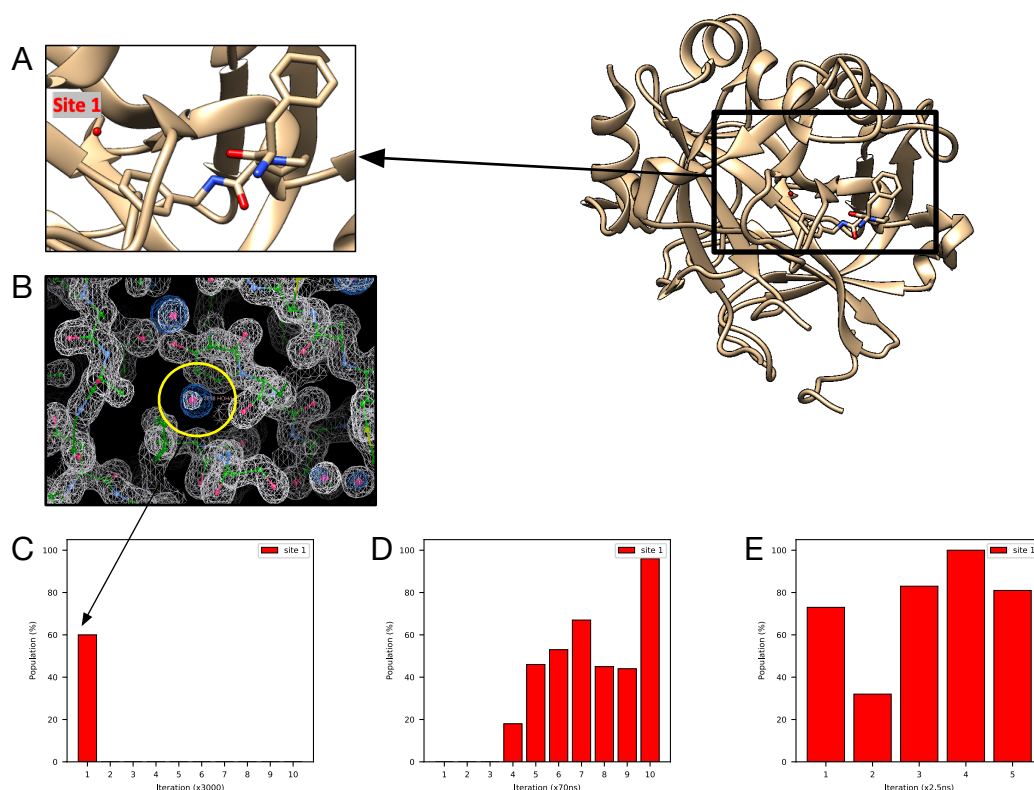 A
Site 1
B
HOH
C
D
E
100
80
60
40
20
0
Population (%)
site 1
1 2 3 4 5 6 7 8 9 10
Iteration (x3000)
100
80
60
40
20
0
Population (%)
site 1
1 2 3 4 5 6 7 8 9 10
Iteration (x70ns)
100
80
60
40
20
0
Population (%)
site 1
1 2 3 4 5
Iteration (x2.5ns)